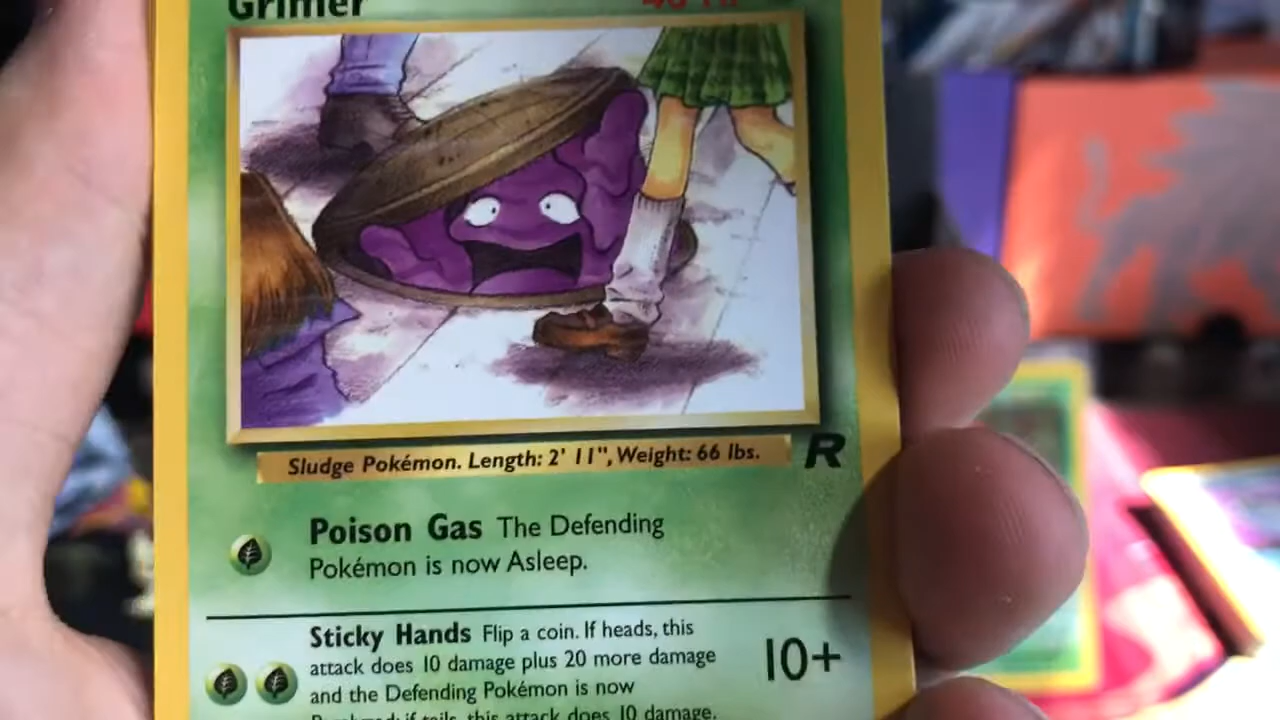 Grimer
Sludge Pokémon. Length: 2' 11", Weight: 66 lbs.
R
Poison Gas The Defending
Pokémon is now Asleep.
Sticky Hands Flip a coin. If heads, this
attack does 10 damage plus 20 more damage
and the Defending Pokémon is now
10+
Paralyzed; if tails, this attack does 10 damage.